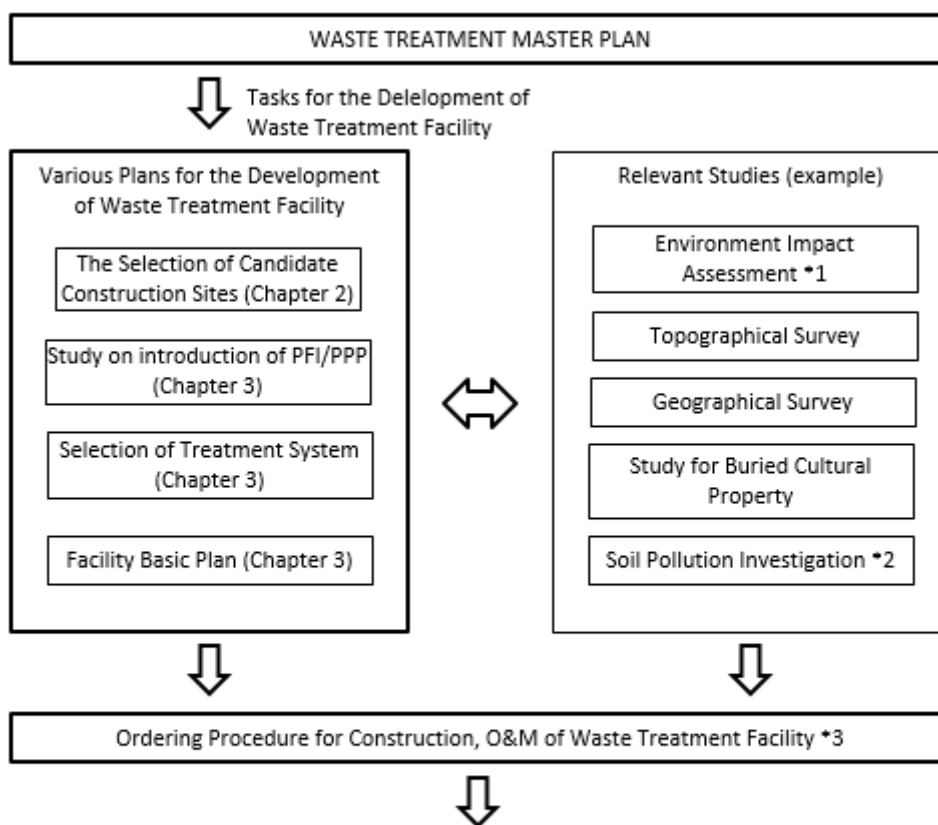 WASTE TREATMENT MASTER PLAN
Tasks for the Delelopment of
Waste Treatment Facility
Various Plans for the Development
of Waste Treatment Facility
The Selection of Candidate
Construction Sites (Chapter 2)
Study on introduction of PFI/PPP
(Chapter 3)
Selection of Treatment System
(Chapter 3)
Facility Basic Plan (Chapter 3)
Relevant Studies (example)
Environment Impact
Assessment *1
Topographical Survey
Geographical Survey
Study for Buried Cultural
Property
Soil Pollution Investigation *2
Ordering Procedure for Construction, O&M of Waste Treatment Facility *3